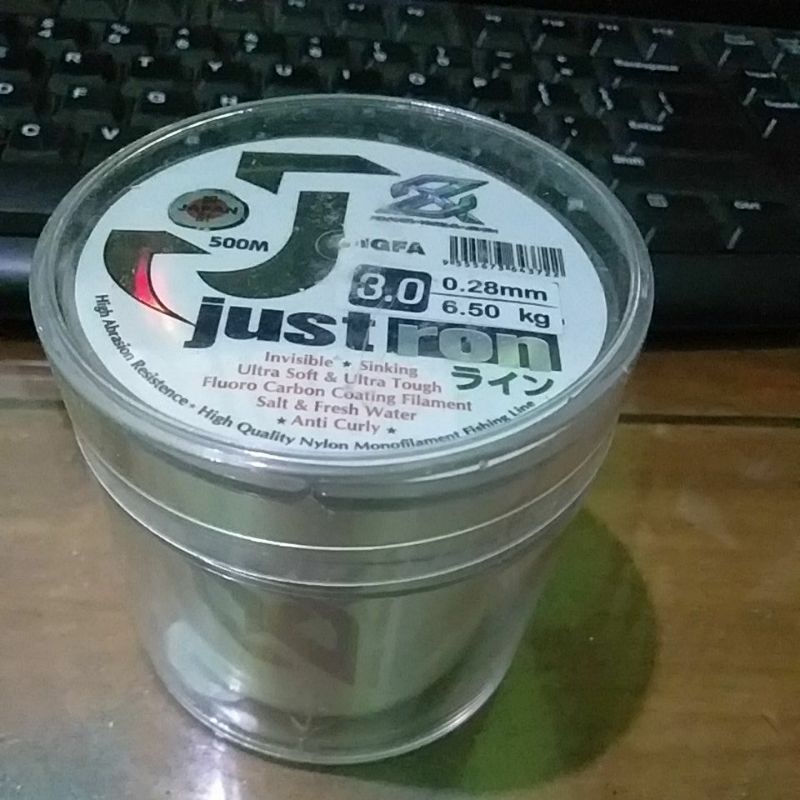 J
JAPAN
500M
IGFA
3.0
0.28mm
6.50 kg
justron
ライン
Invisible ★ Sinking
Ultra Soft & Ultra Tough
Fluoro Carbon Coating Filament
Salt & Fresh Water
★ Anti Curly ★
High Abrasion Resistence ★ High Quality Nylon Monofilament Fishing Line